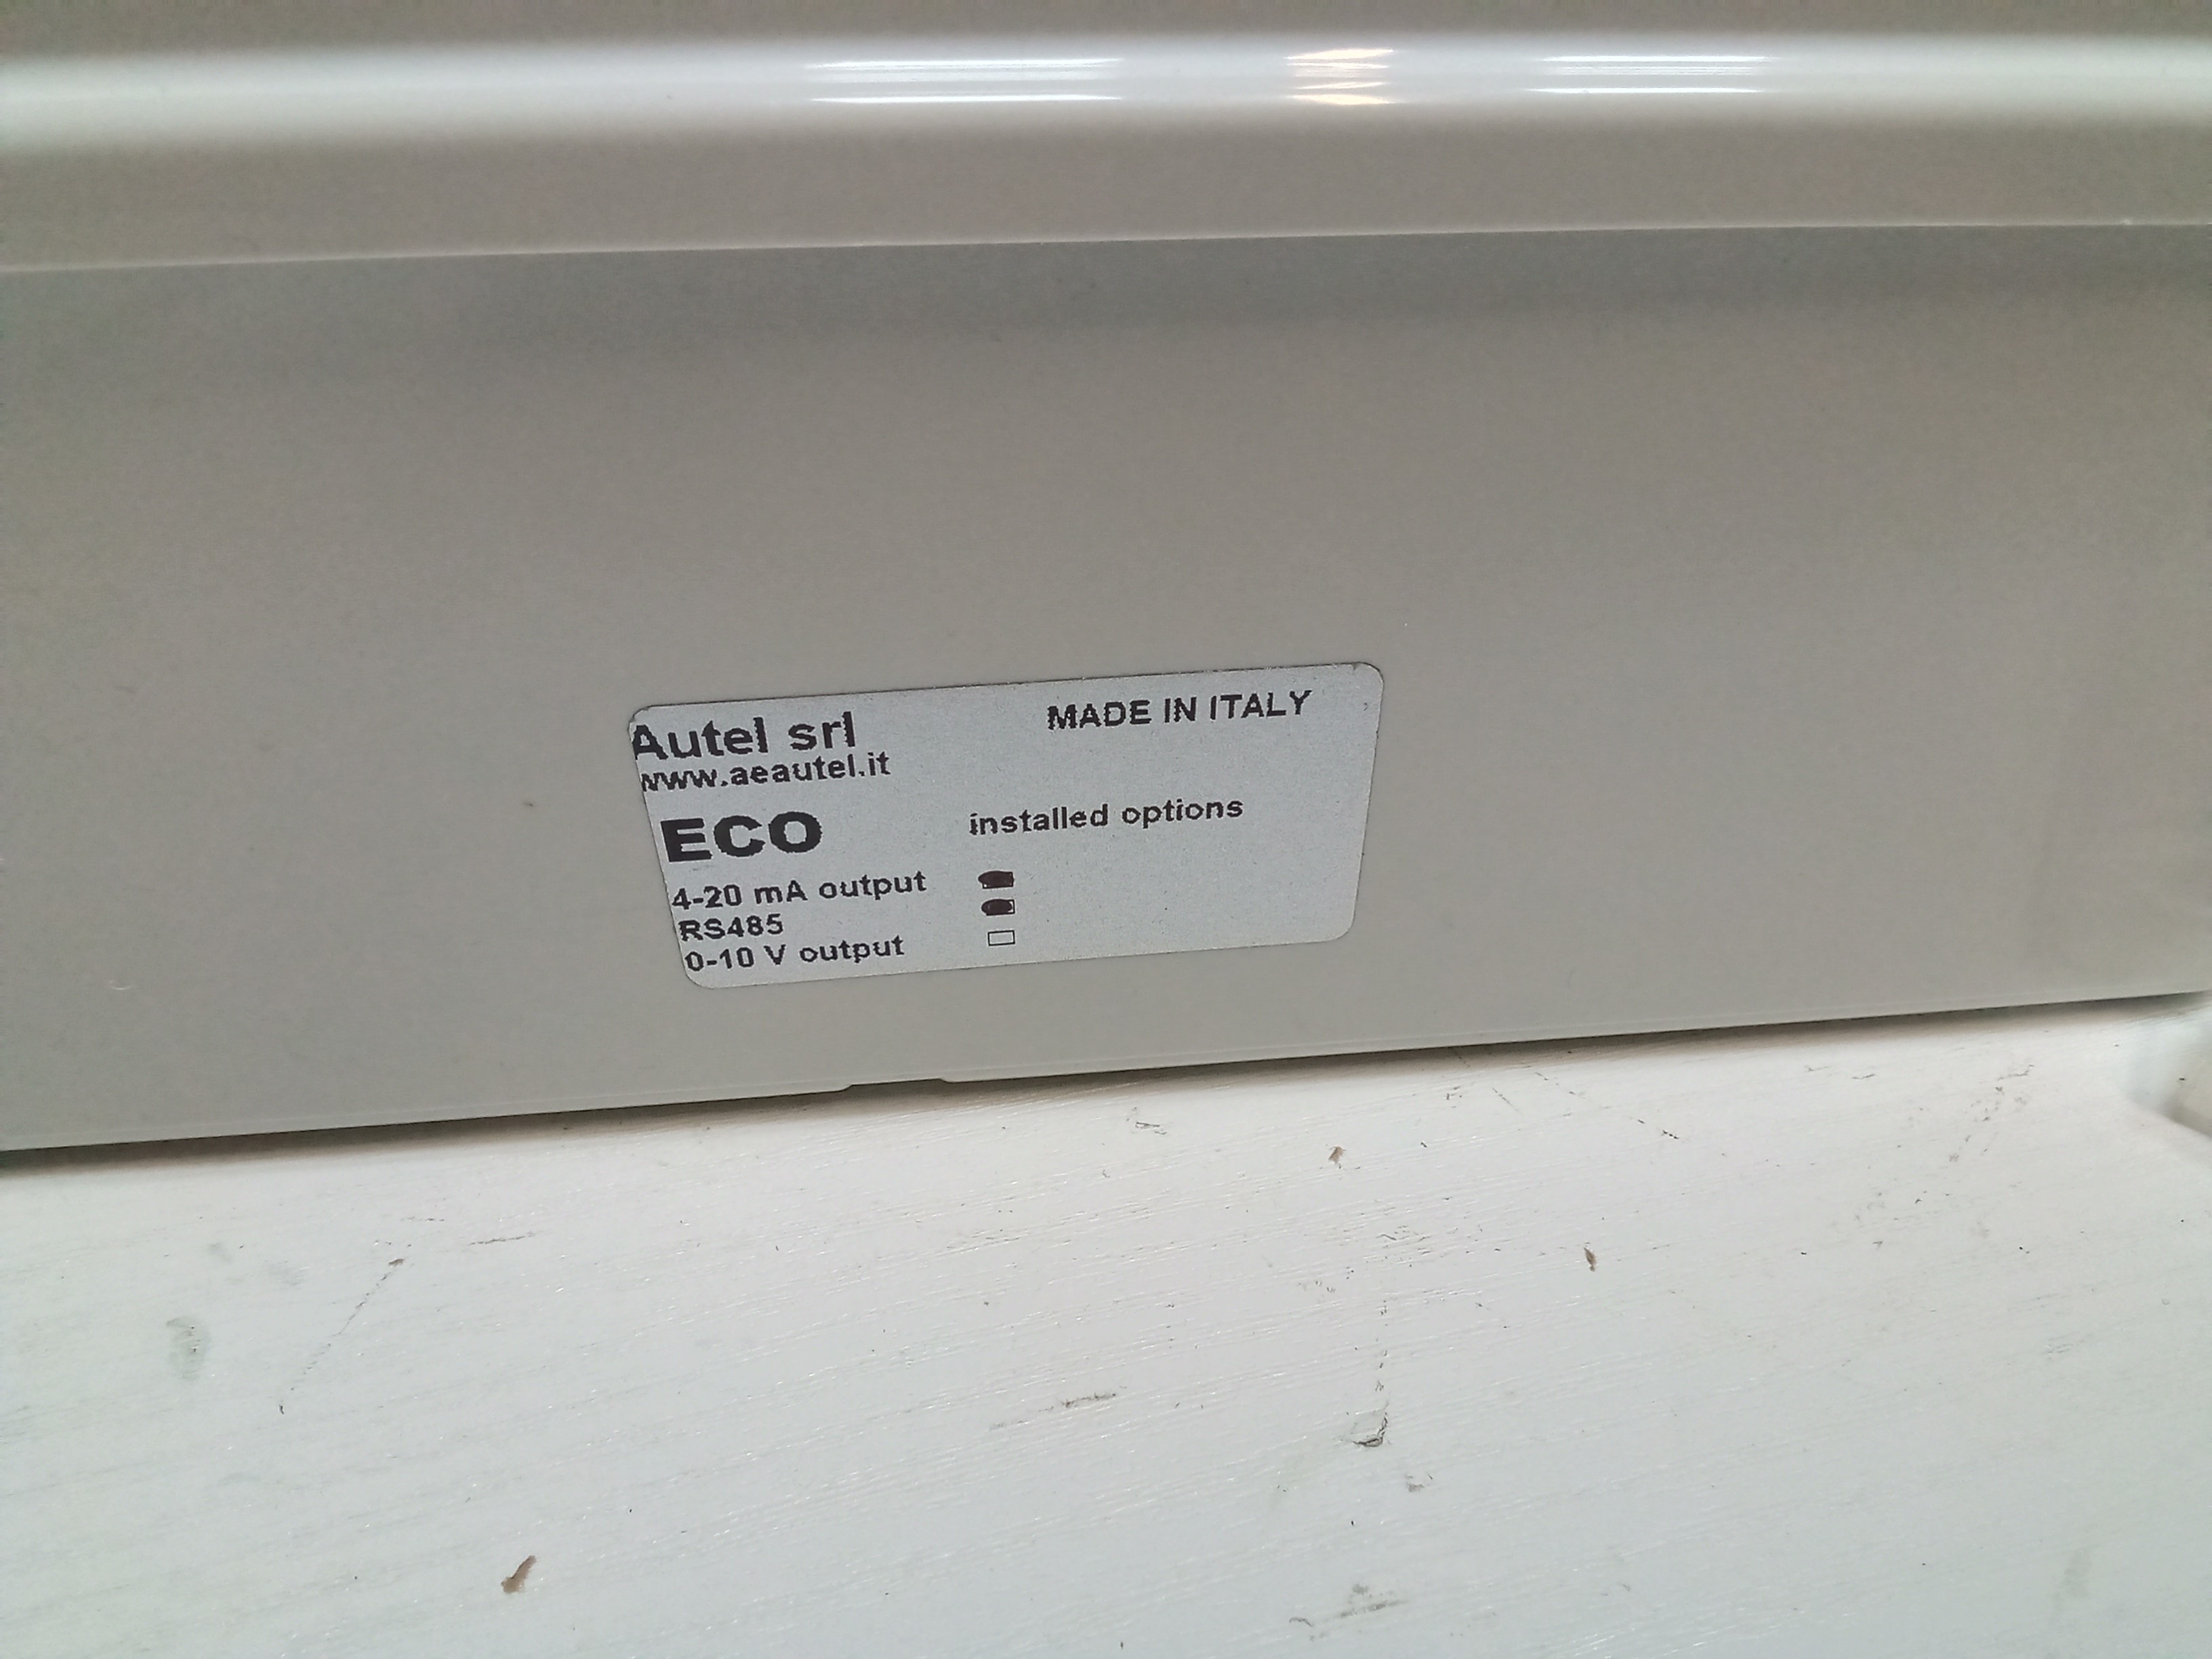 Autel srl MADE IN ITALY
www.aeautel.it
ECO installed options
4-20 mA output
RS485
0-10 V output